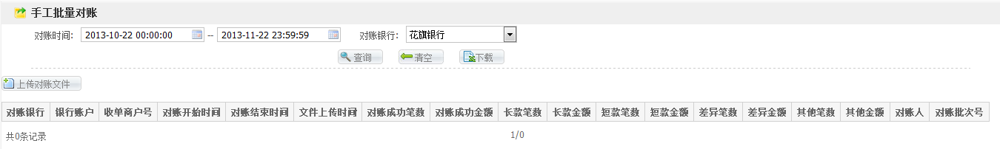 手工批量对账
对账时间: 2013-10-22 00:00:00 -- 2013-11-22 23:59:59 对账银行: 花旗银行
查询 清空 下载
上传对账文件
对账银行 银行账户 收单商户号 对账开始时间 对账结束时间 文件上传时间 对账成功笔数 对账成功金额 长款笔数 长款金额 短款笔数 短款金额 差异笔数 差异金额 其他笔数 其他金额 对账人 对账批次号
共0条记录 1/0